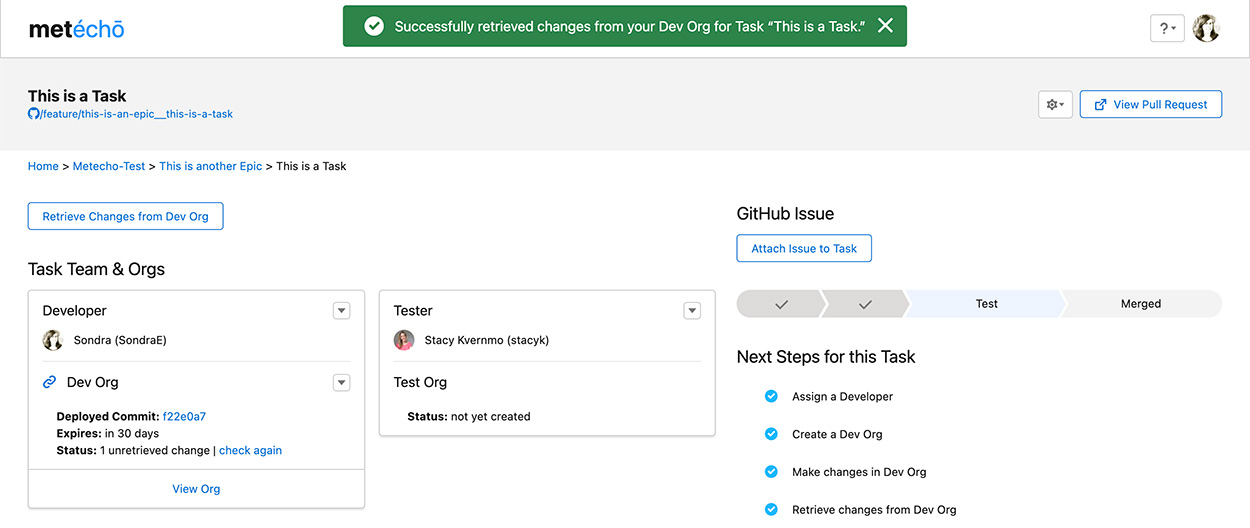 metéchō
Successfully retrieved changes from your Dev Org for Task “This is a Task.”
?
This is a Task
/feature/this-is-an-epic__this-is-a-task
View Pull Request
Home > Metecho-Test > This is another Epic > This is a Task
Retrieve Changes from Dev Org
Task Team & Orgs
Developer
Sondra (SondraE)
Dev Org
Deployed Commit: f22e0a7
Expires: in 30 days
Status: 1 unretrieved change | check again
View Org
Tester
Stacy Kvernmo (stacyk)
Test Org
Status: not yet created
GitHub Issue
Attach Issue to Task
Test
Merged
Next Steps for this Task
Assign a Developer
Create a Dev Org
Make changes in Dev Org
Retrieve changes from Dev Org